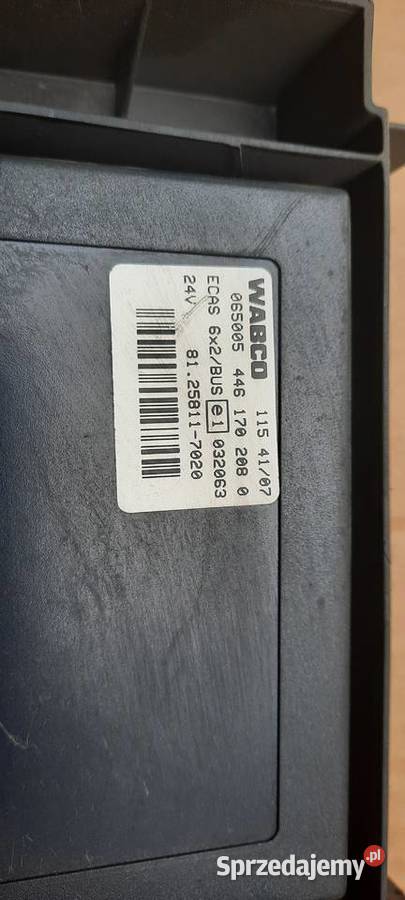 WABCO 115 41/07
065005 446 170 208 0
ECAS 6x2/BUS e1 032063
24V 81.25811-7020
Sprzedajemy.pl